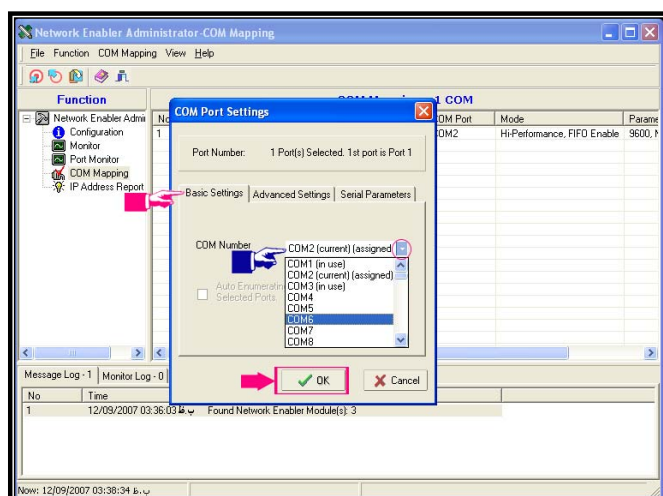 Network Enabler Administrator-COM Mapping
File Function COM Mapping View Help
Function
1 COM
Network Enabler Admi
Configuration
Monitor
Port Monitor
COM Mapping
IP Address Report
No
COM Port
Mode
Parame
1
COM2
Hi-Performance, FIFO Enable
9600, N
COM Port Settings
Port Number: 1 Port(s) Selected. 1st port is Port 1
Basic Settings Advanced Settings Serial Parameters
COM Number
COM2 (current) (assigned)
COM1 (in use)
COM2 (current) (assigned)
COM3 (in use)
COM4
COM5
COM6
COM7
COM8
Auto Enumerating
Selected Ports
OK Cancel
Message Log - 1 Monitor Log - 0
No Time
1 12/09/2007 03:36:03 ب.ظ Found Network Enabler Module(s): 3
Now: 12/09/2007 03:38:34 ب.ظ